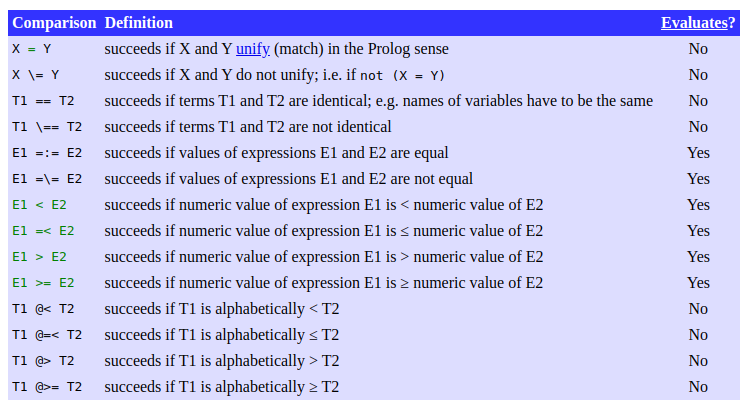 Comparison Definition Evaluates?
X = Y succeeds if X and Y unify (match) in the Prolog sense No
X \= Y succeeds if X and Y do not unify; i.e. if not (X = Y) No
T1 == T2 succeeds if terms T1 and T2 are identical; e.g. names of variables have to be the same No
T1 \== T2 succeeds if terms T1 and T2 are not identical No
E1 =:= E2 succeeds if values of expressions E1 and E2 are equal Yes
E1 =\= E2 succeeds if values of expressions E1 and E2 are not equal Yes
E1 < E2 succeeds if numeric value of expression E1 is < numeric value of E2 Yes
E1 =< E2 succeeds if numeric value of expression E1 is ≤ numeric value of E2 Yes
E1 > E2 succeeds if numeric value of expression E1 is > numeric value of E2 Yes
E1 >= E2 succeeds if numeric value of expression E1 is ≥ numeric value of E2 Yes
T1 @< T2 succeeds if T1 is alphabetically < T2 No
T1 @=< T2 succeeds if T1 is alphabetically ≤ T2 No
T1 @> T2 succeeds if T1 is alphabetically > T2 No
T1 @>= T2 succeeds if T1 is alphabetically ≥ T2 No